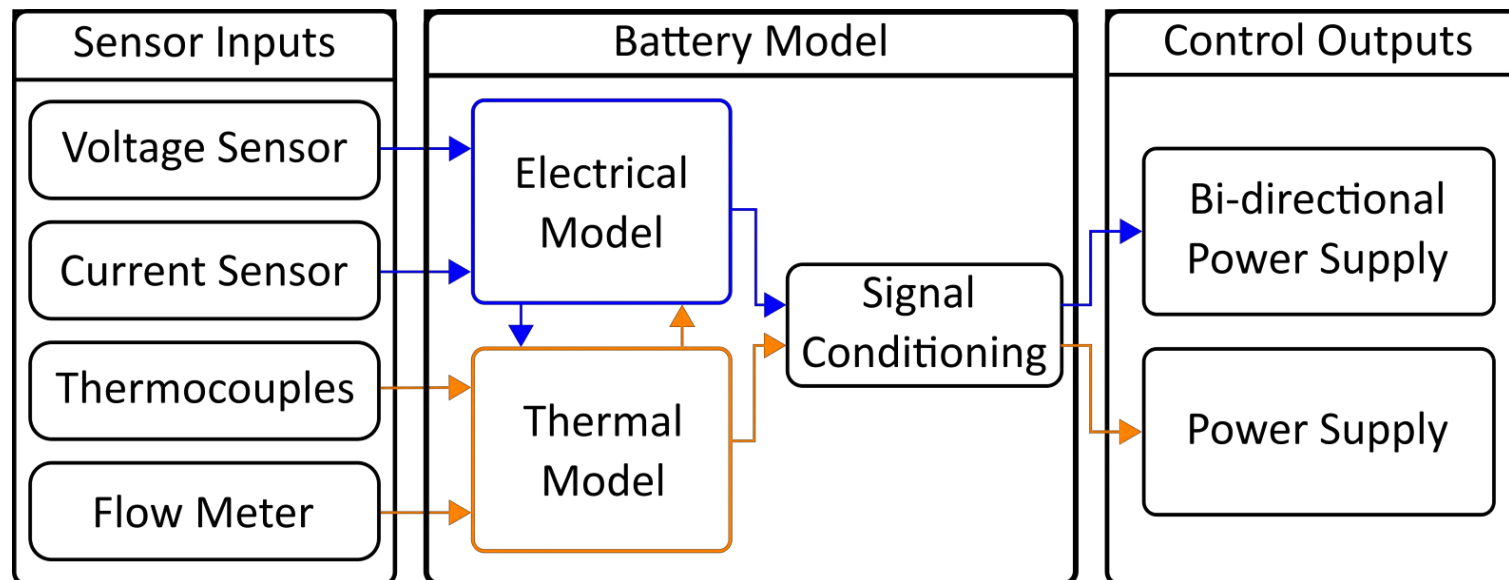 Sensor Inputs
Voltage Sensor
Current Sensor
Thermocouples
Flow Meter
Battery Model
Electrical
Model
Thermal
Model
Signal
Conditioning
Control Outputs
Bi-directional
Power Supply
Power Supply